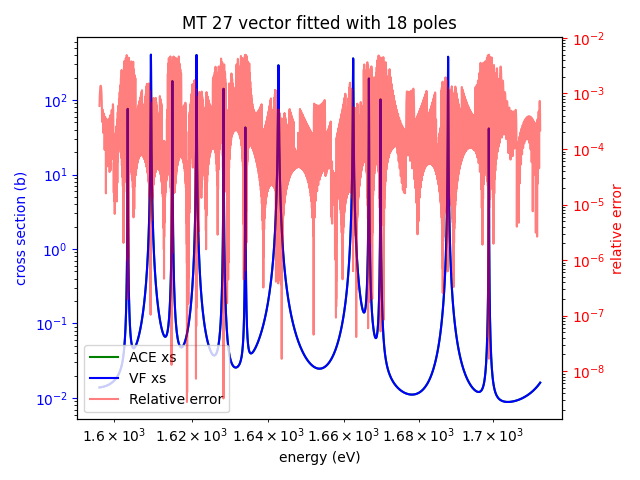 MT 27 vector fitted with 18 poles
cross section (b)
10²
10¹
10⁰
10⁻¹
10⁻²
10⁻²
10⁻³
10⁻⁴
10⁻⁵
10⁻⁶
10⁻⁷
10⁻⁸
relative error
ACE xs
VF xs
Relative error
1.6 × 10³ 1.62 × 10³ 1.64 × 10³ 1.66 × 10³ 1.68 × 10³ 1.7 × 10³
energy (eV)